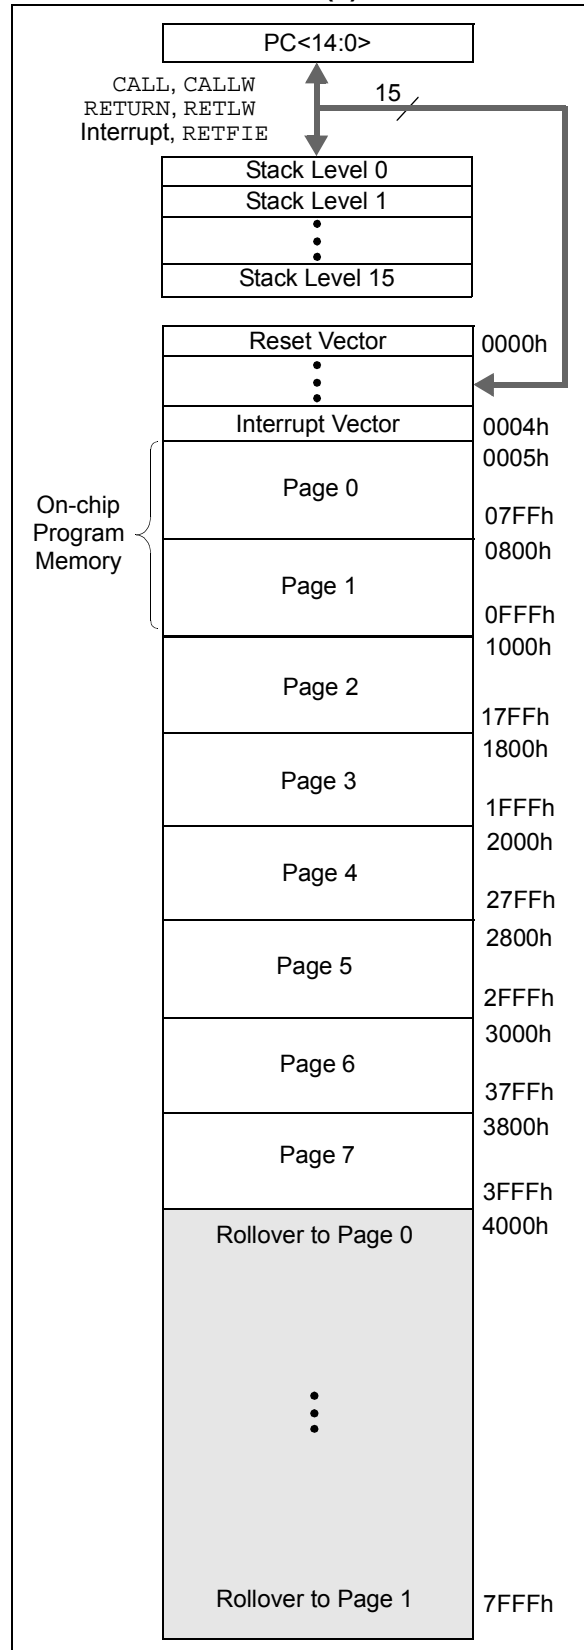 PC<14:0>
CALL, CALLW
RETURN, RETLW
Interrupt, RETFIE
15
Stack Level 0
Stack Level 1
Stack Level 15
Reset Vector
0000h
Interrupt Vector
0004h
0005h
On-chip
Program
Memory
Page 0
07FFh
0800h
Page 1
0FFFh
1000h
Page 2
17FFh
1800h
Page 3
1FFFh
2000h
Page 4
27FFh
2800h
Page 5
2FFFh
3000h
Page 6
37FFh
3800h
Page 7
3FFFh
4000h
Rollover to Page 0
Rollover to Page 1
7FFFh